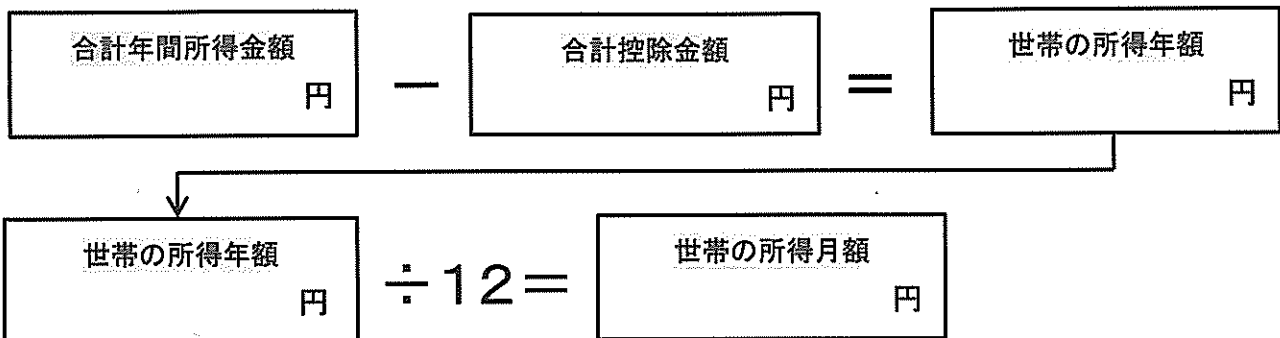 合計年間所得金額
円
－
合計控除金額
円
＝
世帯の所得年額
円
世帯の所得年額
円
÷12＝
世帯の所得月額
円